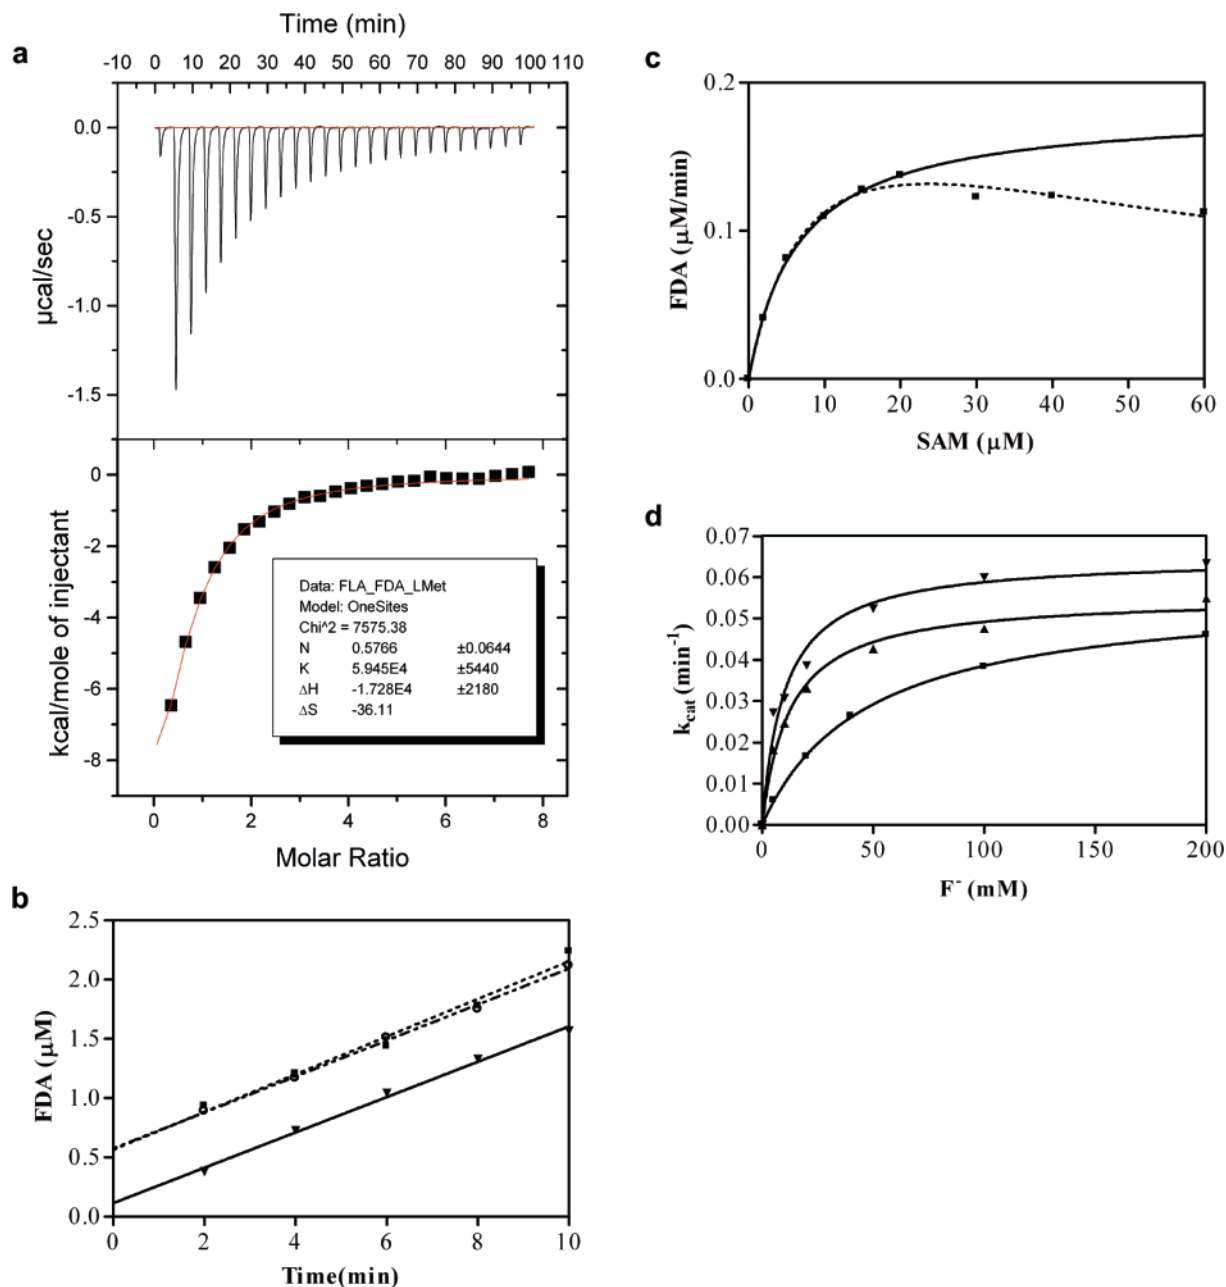 a
Time (min)
-10 0 10 20 30 40 50 60 70 80 90 100 110
0.0
-0.5
-1.0
-1.5
µcal/sec
0
-2
-4
-6
-8
kcal/mole of injectant
Data: FLA_FDA_LMet
Model: OneSites
Chi^2 = 7575.38
N 0.5766 ±0.0644
K 5.945E4 ±5440
ΔH -1.728E4 ±2180
ΔS -36.11
0 2 4 6 8
Molar Ratio
b
2.5
2.0
1.5
1.0
0.5
0.0
FDA (µM)
0 2 4 6 8 10
Time(min)
c
0.2
0.1
0.0
FDA (µM/min)
0 10 20 30 40 50 60
SAM (µM)
d
0.07
0.06
0.05
0.04
0.03
0.02
0.01
0.00
kcat (min⁻¹)
0 50 100 150 200
F⁻ (mM)